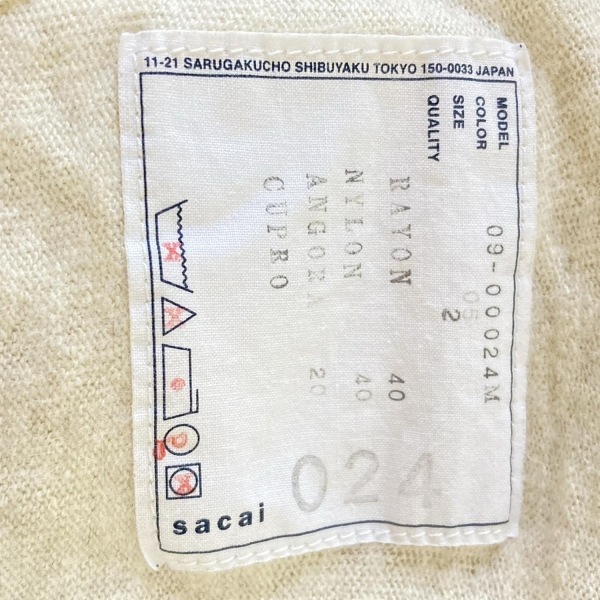 11-21 SARUGAKUCHO SHIBUYAKU TOKYO 150-0033 JAPAN
MODEL 09-00024M
COLOR 05
SIZE 2
QUALITY
RAYON 40
NYLON 40
ANGORA 20
CUPRO
024
P
sacai